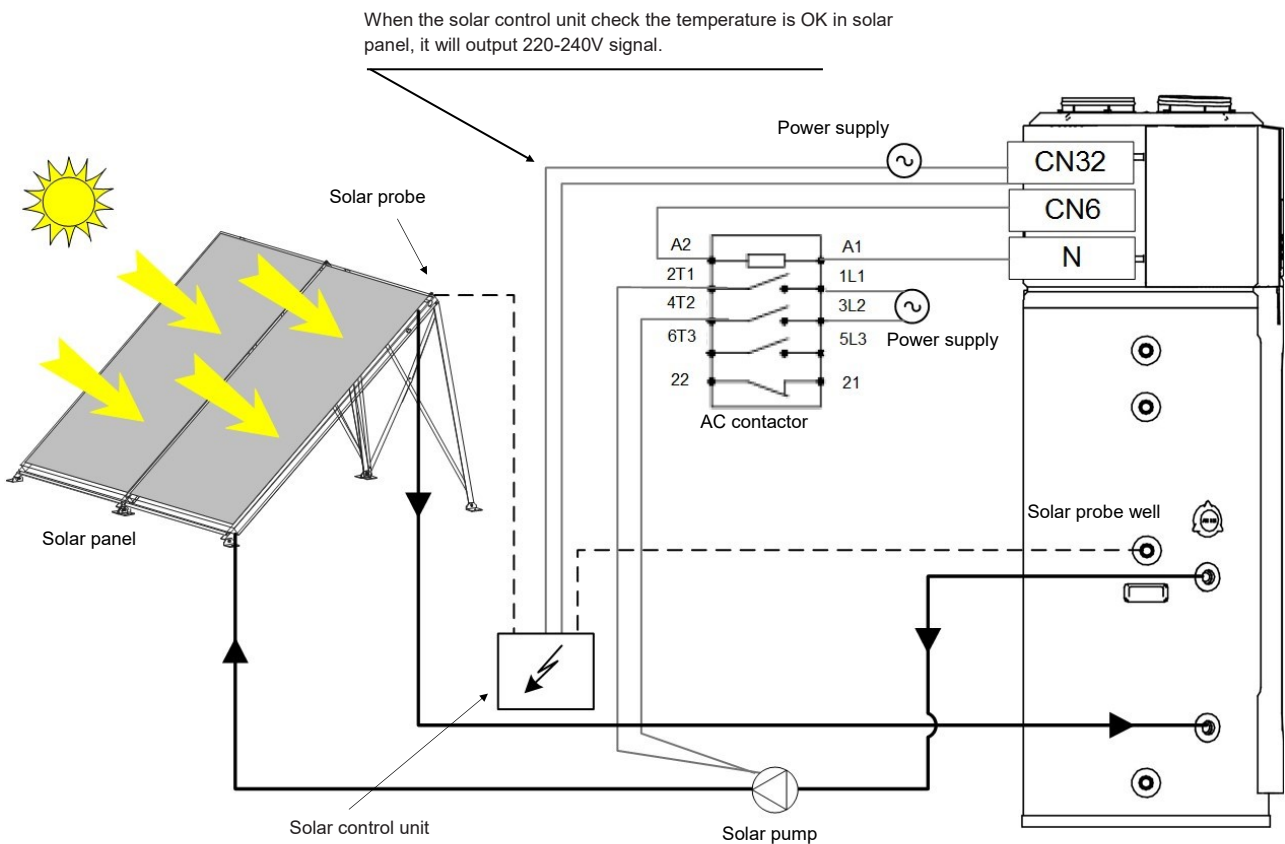 When the solar control unit check the temperature is OK in solar
panel, it will output 220-240V signal.
Power supply
CN32
Solar probe
CN6
A2
A1
N
2T1
1L1
4T2
3L2
6T3
5L3
Power supply
22
21
AC contactor
Solar probe well
Solar panel
Solar control unit
Solar pump